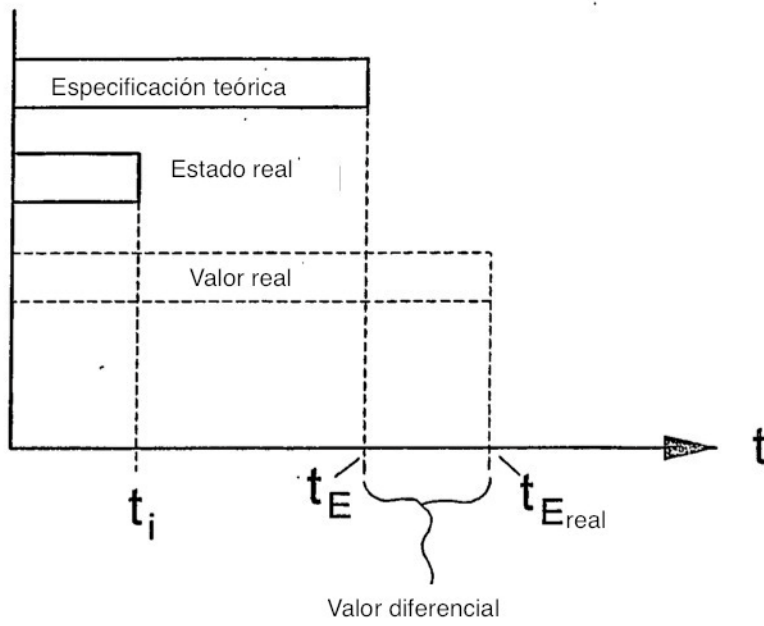 Especificación teórica
Estado real
Valor real
t
t_i
t_E
t_E_real
Valor diferencial